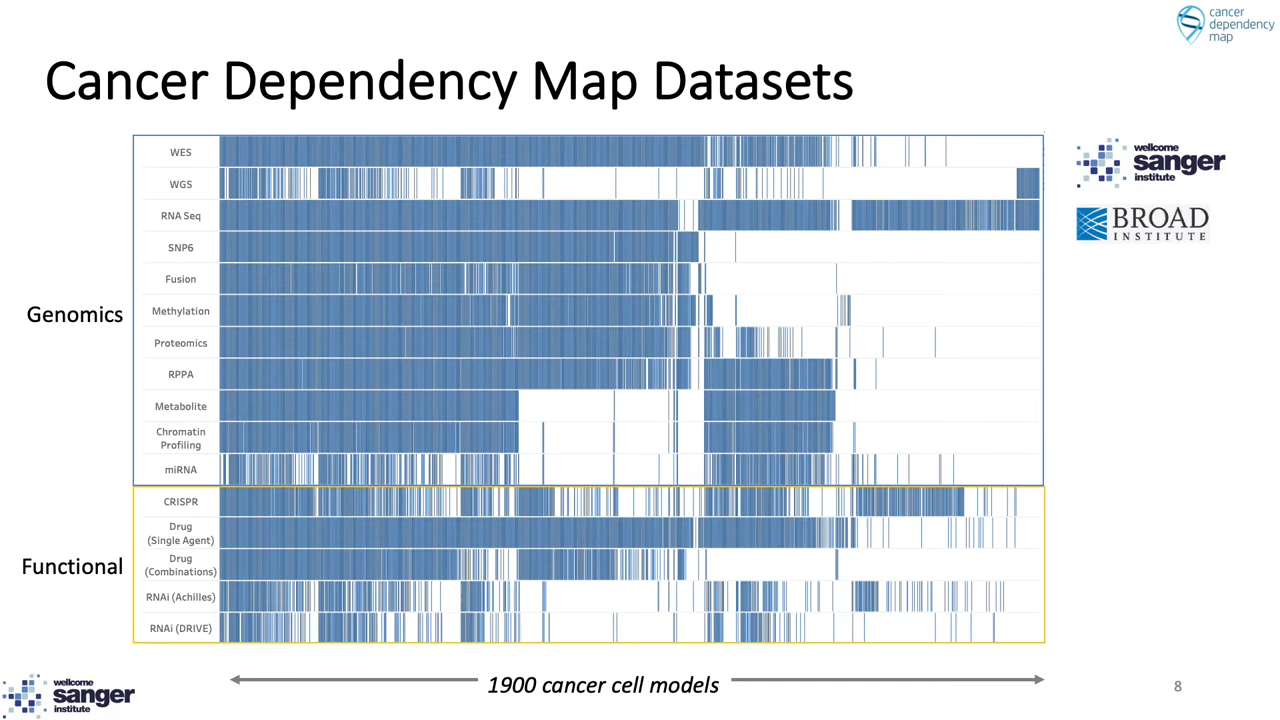 cancer
dependency
map
Cancer Dependency Map Datasets
WES
WGS
RNA Seq
SNP6
Fusion
Methylation
Proteomics
RPPA
Metabolite
Chromatin
Profiling
miRNA
Genomics
CRISPR
Drug
(Single Agent)
Drug
(Combinations)
RNAi (Achilles)
RNAi (DRIVE)
Functional
wellcome
sanger
institute
BROAD
INSTITUTE
wellcome
sanger
institute
1900 cancer cell models
8